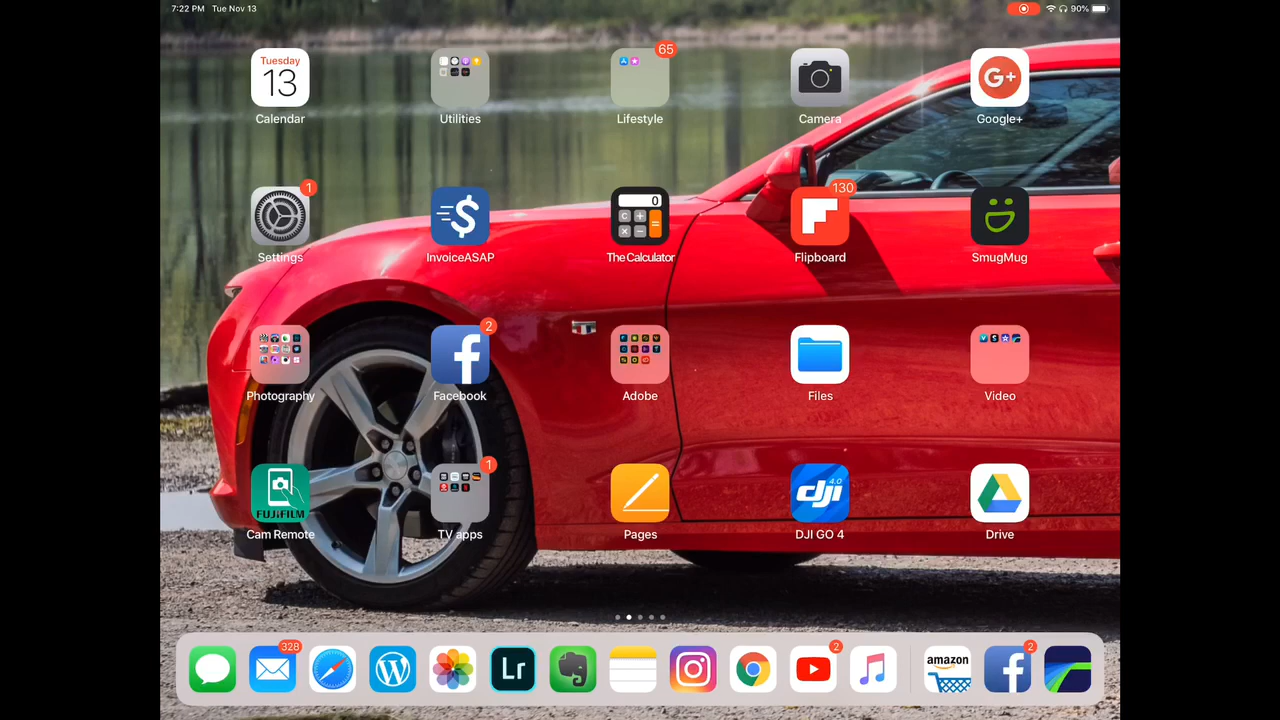 7:22 PM Tue Nov 13
90%
Tuesday
13
Calendar
Utilities
65
Lifestyle
Camera
G+
Google+
1
Settings
$
InvoiceASAP
0
C + × − =
The Calculator
130
Flipboard
SmugMug
Photography
2
f
Facebook
Adobe
Files
Video
FUJIFILM
Cam Remote
1
TV apps
Pages
dji 4.0
DJI GO 4
Drive
328
Lr
2
amazon
2
f